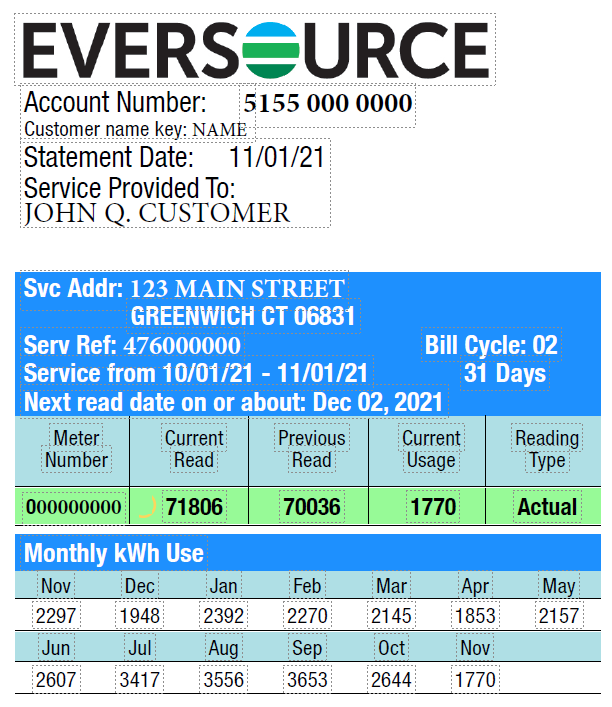 EVERSOURCE
Account Number: 5155 000 0000
Customer name key: NAME
Statement Date: 11/01/21
Service Provided To:
JOHN Q. CUSTOMER
Svc Addr: 123 MAIN STREET
GREENWICH CT 06831
Serv Ref: 476000000 Bill Cycle: 02
Service from 10/01/21 - 11/01/21 31 Days
Next read date on or about: Dec 02, 2021
Meter Current Previous Current Reading
Number Read Read Usage Type
000000000 71806 70036 1770 Actual
Monthly kWh Use
Nov Dec Jan Feb Mar Apr May
2297 1948 2392 2270 2145 1853 2157
Jun Jul Aug Sep Oct Nov
2607 3417 3556 3653 2644 1770